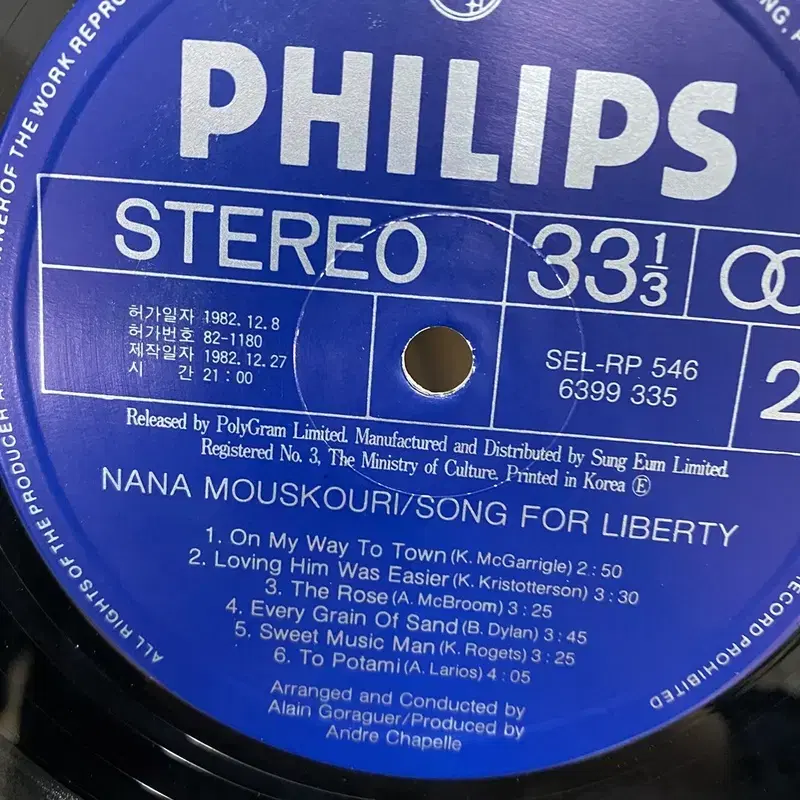 PHILIPS
STEREO
33 1/3
허가일자 1982. 12. 8
허가번호 82-1180
제작일자 1982. 12. 27
시 간 21 : 00
SEL-RP 546
6399 335
2
Released by PolyGram Limited. Manufactured and Distributed by Sung Eum Limited.
Registered No. 3, The Ministry of Culture. Printed in Korea Ⓔ
NANA MOUSKOURI/SONG FOR LIBERTY
1. On My Way To Town (K. McGarrigle) 2 : 50
2. Loving Him Was Easier (K. Kristotterson) 3 : 30
3. The Rose (A. McBroom) 3 : 25
4. Every Grain Of Sand (B. Dylan) 3 : 45
5. Sweet Music Man (K. Rogets) 3 : 25
6. To Potami (A. Larios) 4 : 05
Arranged and Conducted by
Alain Goraguer/Produced by
Andre Chapelle
ALL RIGHTS OF THE PRODUCER
OF THE WORK
RECORD PROHIBITED